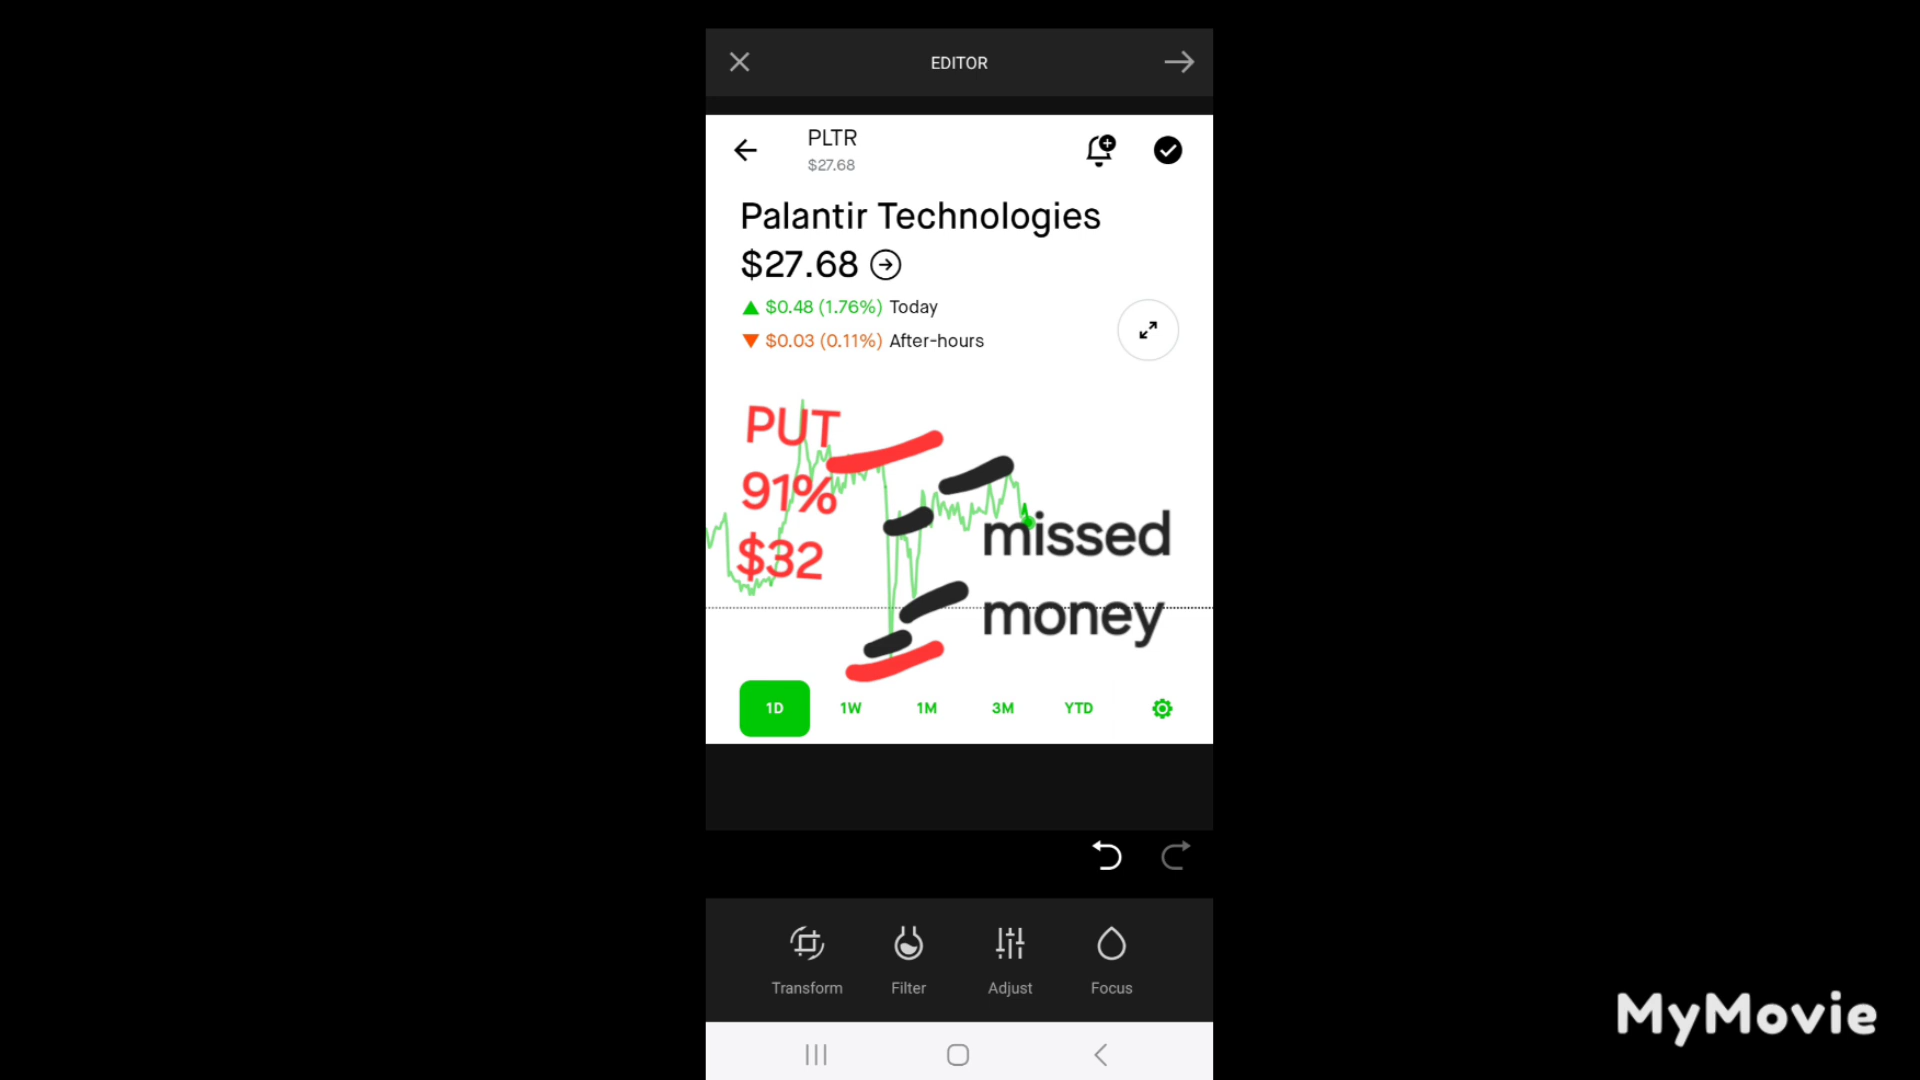 EDITOR
PLTR
$27.68
Palantir Technologies
$27.68
$0.48 (1.76%) Today
$0.03 (0.11%) After-hours
PUT
91%
$32
missed
money
1D 1W 1M 3M YTD
Transform Filter Adjust Focus
MyMovie